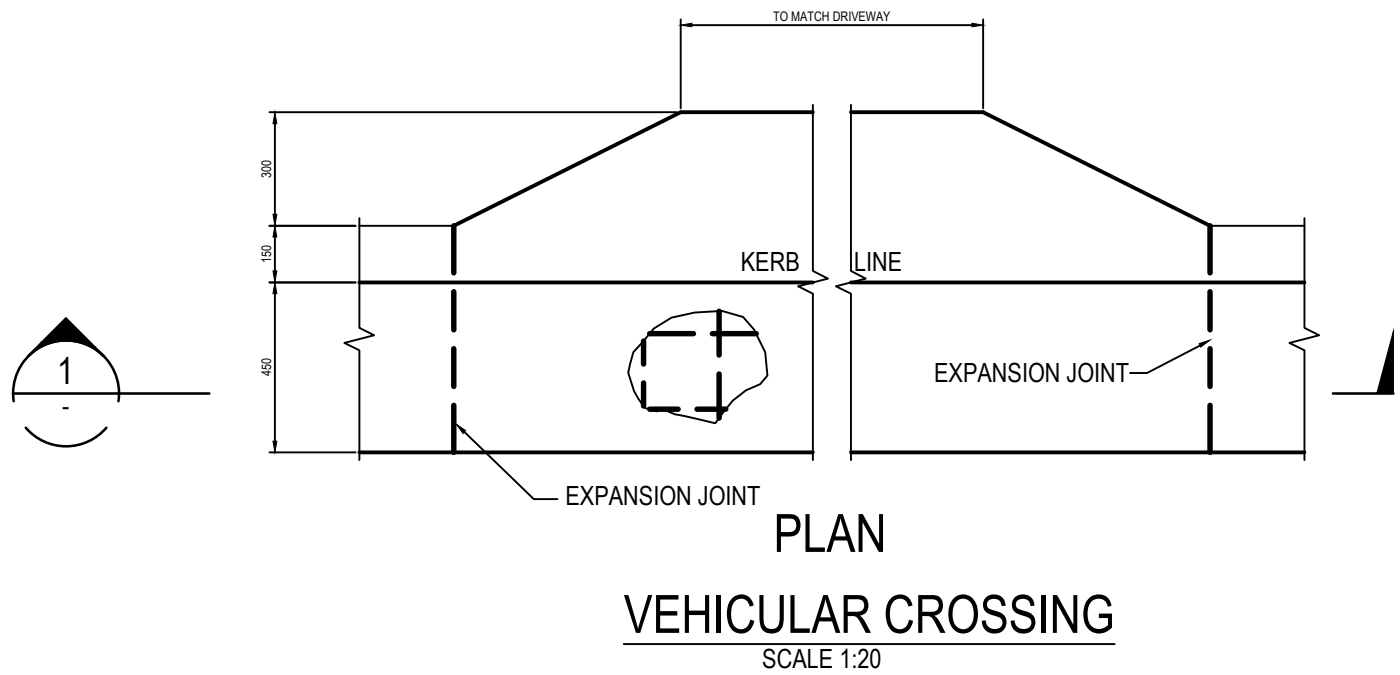 TO MATCH DRIVEWAY
300
150
KERB LINE
450
1
-
EXPANSION JOINT
EXPANSION JOINT
PLAN
VEHICULAR CROSSING
SCALE 1:20